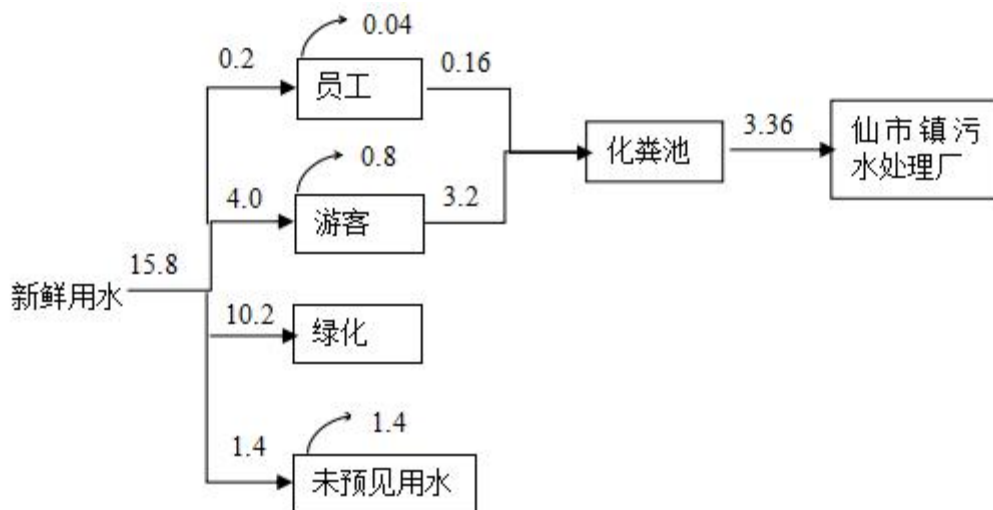 0.04
0.2
员工
0.16
0.8
4.0
游客
3.2
化粪池
3.36
仙市镇污
水处理厂
15.8
新鲜用水
10.2
绿化
1.4
1.4
未预见用水